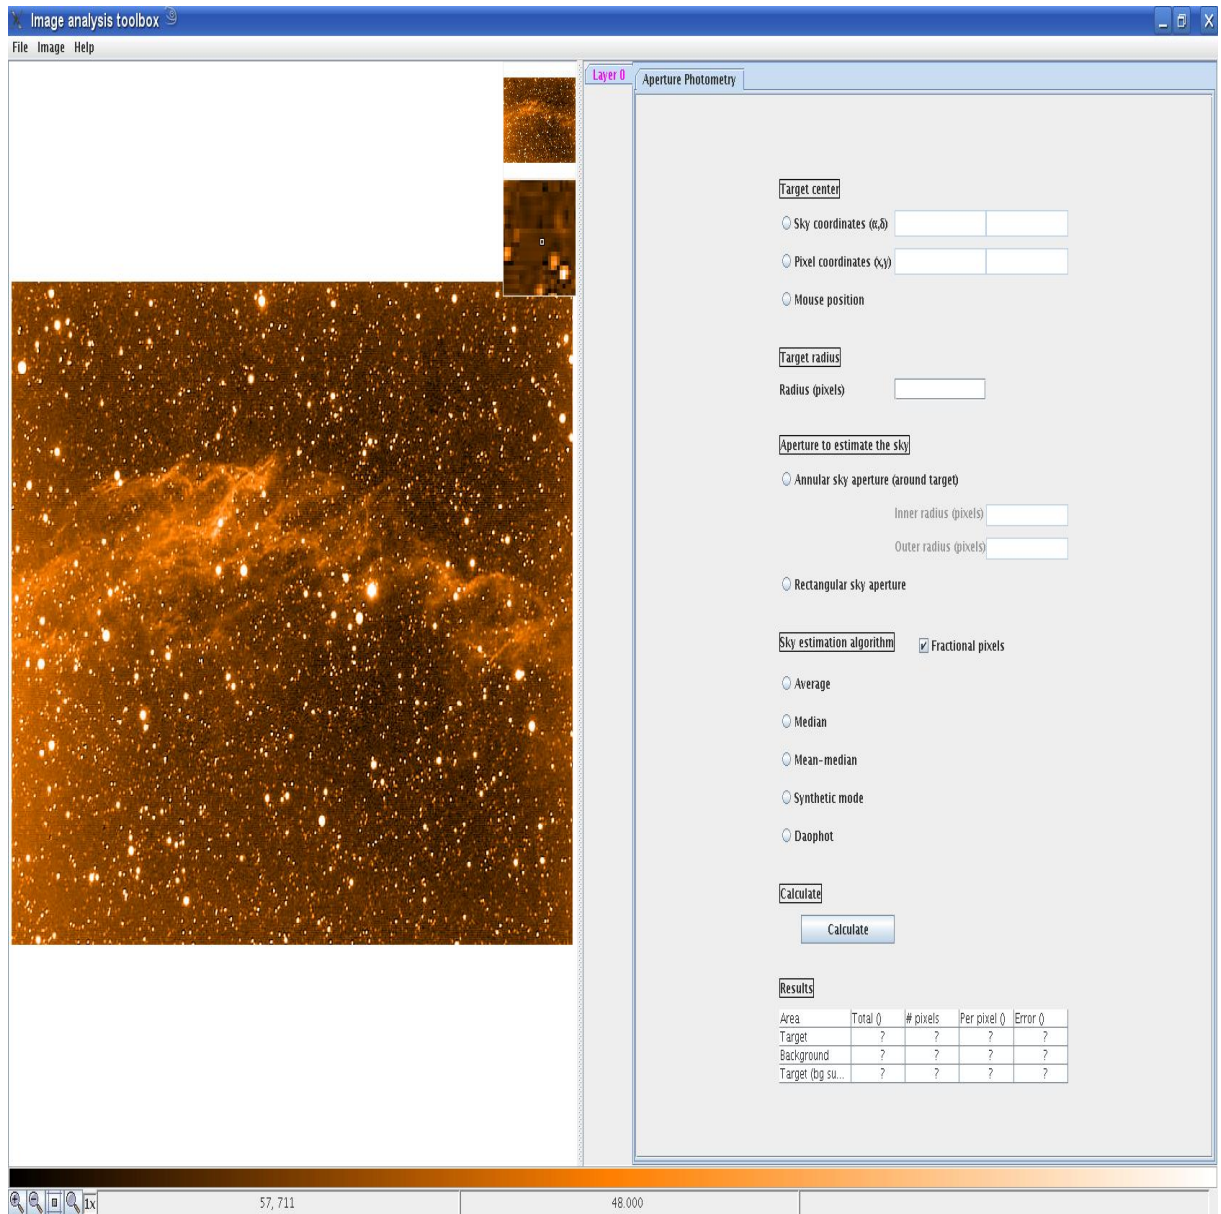 Image analysis toolbox
File Image Help
Layer 0
Aperture Photometry
Target center
Sky coordinates (α,δ)
Pixel coordinates (x,y)
Mouse position
Target radius
Radius (pixels)
Aperture to estimate the sky
Annular sky aperture (around target)
Inner radius (pixels)
Outer radius (pixels)
Rectangular sky aperture
Sky estimation algorithm Fractional pixels
Average
Median
Mean-median
Synthetic mode
Daophot
Calculate
Calculate
Results
Area Total () # pixels Per pixel () Error ()
Target ? ? ? ?
Background ? ? ? ?
Target (bg su... ? ? ? ?
1x 57, 711 48.000